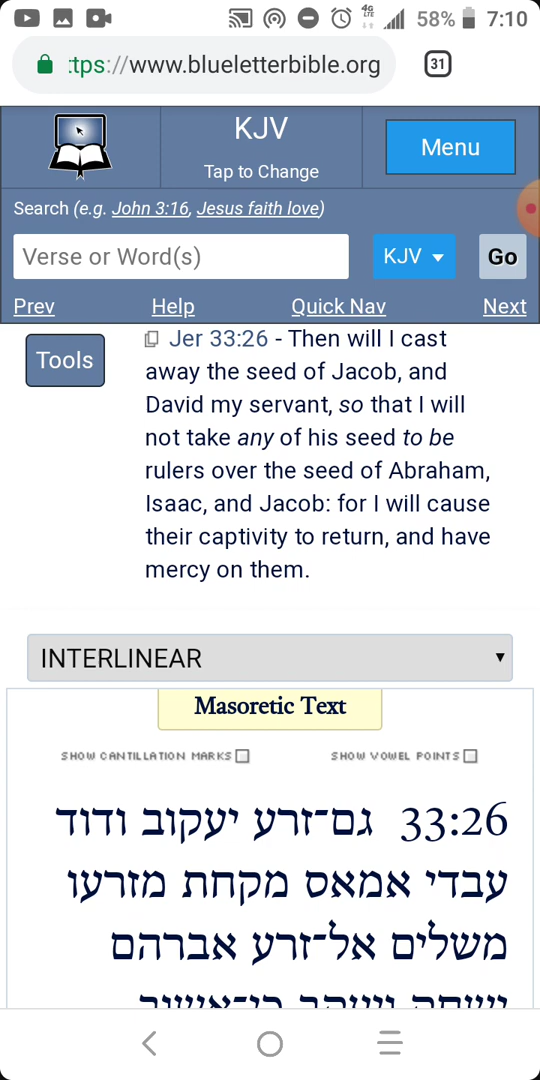 4G
LTE
58%
7:10
:tps://www.blueletterbible.org
31
KJV
Tap to Change
Menu
Search (e.g. John 3:16, Jesus faith love)
Verse or Word(s)
KJV
Go
Prev Help Quick Nav Next
Tools
Jer 33:26 - Then will I cast
away the seed of Jacob, and
David my servant, so that I will
not take any of his seed to be
rulers over the seed of Abraham,
Isaac, and Jacob: for I will cause
their captivity to return, and have
mercy on them.
INTERLINEAR
Masoretic Text
SHOW CANTILLATION MARKS
SHOW VOWEL POINTS
33:26 גם־זרע יעקוב ודוד
עבדי אמאס מקחת מזרעו
משלים אל־זרע אברהם